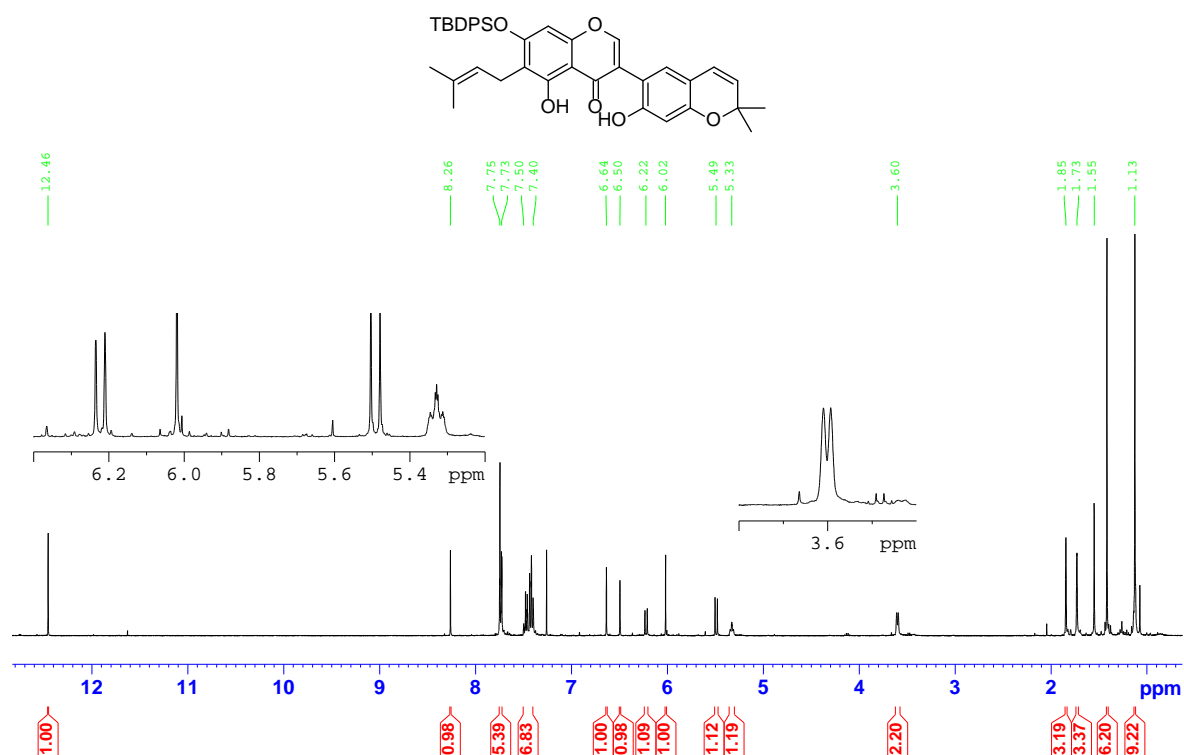 TBDPSO O
OH O HO O
12.46 8.26 7.75 7.73 7.50 7.40 6.64 6.50 6.22 6.02 5.49 5.33 3.60 1.85 1.73 1.55 1.13
6.2 6.0 5.8 5.6 5.4 ppm
3.6 ppm
12 11 10 9 8 7 6 5 4 3 2 ppm
1.00 0.98 5.39 6.83 1.00 0.98 1.09 1.00 1.12 1.19 2.20 3.19 3.37 6.20 9.22